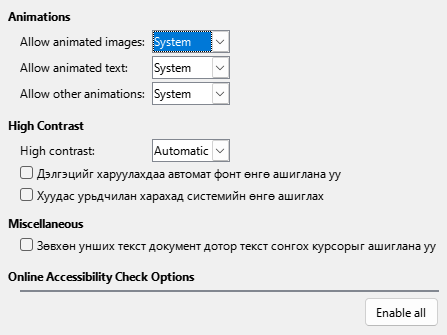 Animations
Allow animated images: System
Allow animated text: System
Allow other animations: System
High Contrast
High contrast: Automatic
Дэлгэцийг харуулахдаа автомат фонт өнгө ашиглана уу
Хуудас урьдчилан харахад системийн өнгө ашиглах
Miscellaneous
Зөвхөн унших текст документ дотор текст сонгох курсорыг ашиглана уу
Online Accessibility Check Options
Enable all